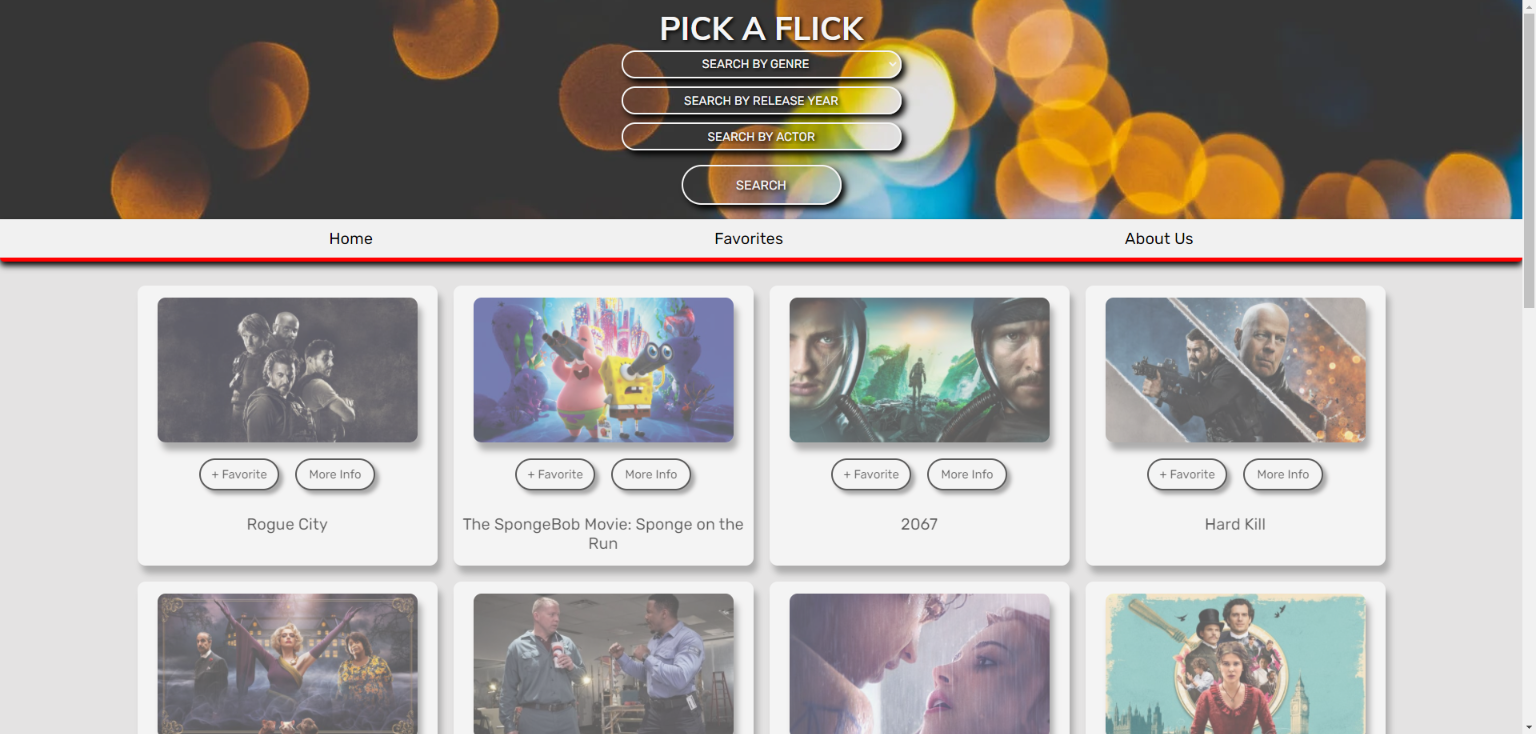 PICK A FLICK
SEARCH BY GENRE
SEARCH BY RELEASE YEAR
SEARCH BY ACTOR
SEARCH
Home Favorites About Us
+ Favorite More Info + Favorite More Info + Favorite More Info + Favorite More Info
Rogue City
The SpongeBob Movie: Sponge on the
Run
2067
Hard Kill